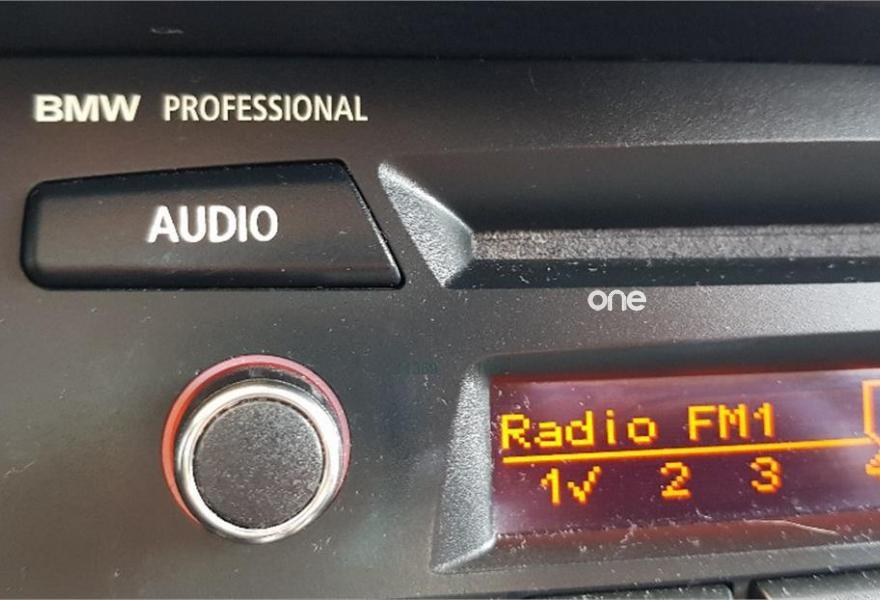 BMW PROFESSIONAL
AUDIO
one
Radio FM1
1√ 2 3